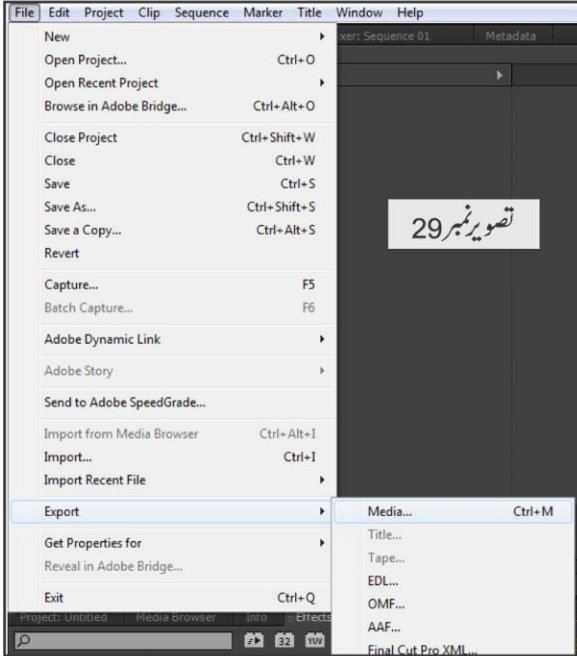 File Edit Project Clip Sequence Marker Title Window Help
New
ixer: Sequence 01 Metadata
Open Project... Ctrl+O
Open Recent Project
Browse in Adobe Bridge... Ctrl+Alt+O
Close Project Ctrl+Shift+W
Close Ctrl+W
Save Ctrl+S
Save As... Ctrl+Shift+S
Save a Copy... Ctrl+Alt+S
Revert
تصویر نمبر 29
Capture... F5
Batch Capture... F6
Adobe Dynamic Link
Adobe Story
Send to Adobe SpeedGrade...
Import from Media Browser Ctrl+Alt+I
Import... Ctrl+I
Import Recent File
Export
Get Properties for
Reveal in Adobe Bridge...
Exit Ctrl+Q
Media... Ctrl+M
Title...
Tape...
EDL...
OMF...
AAF...
Final Cut Pro XML...
Project: Untitled Media Browser Info Effects
32 YUV